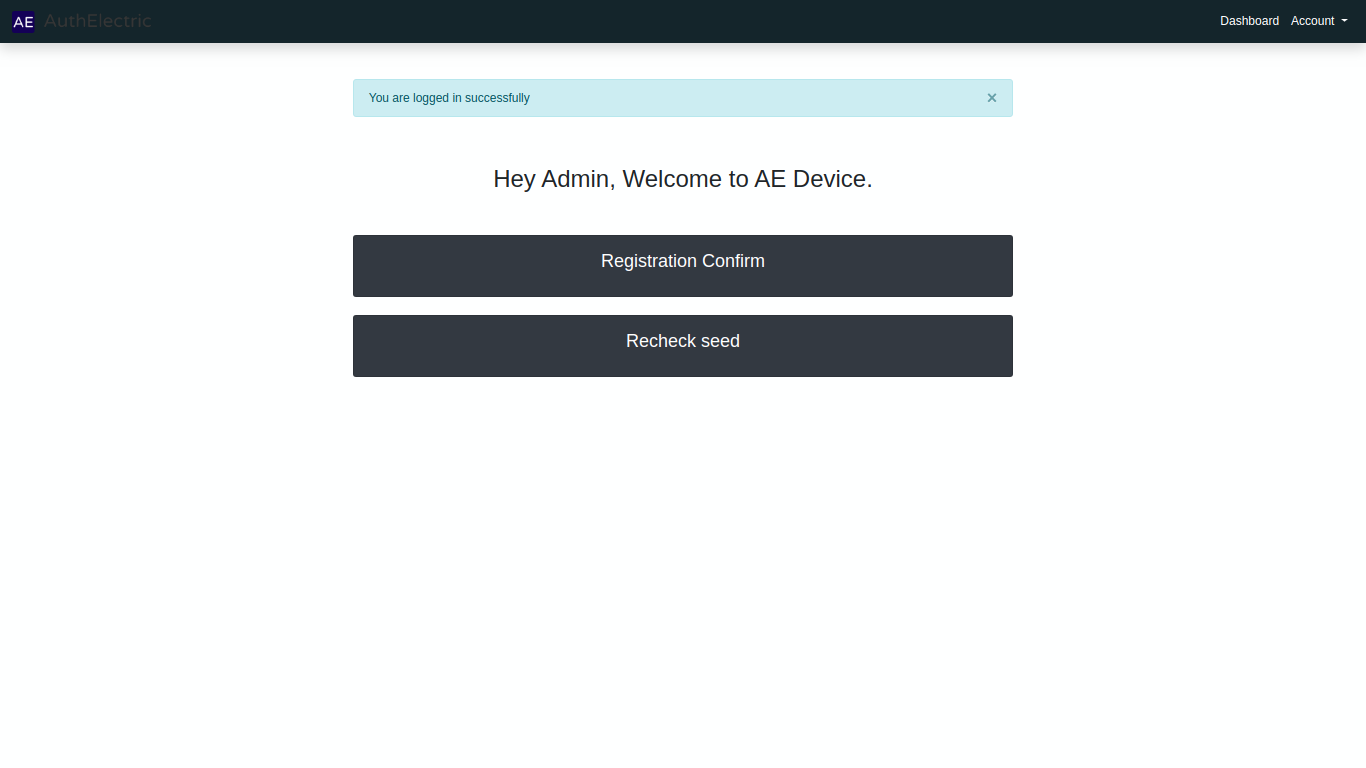 AE AuthElectric
Dashboard Account
You are logged in successfully ×
Hey Admin, Welcome to AE Device.
Registration Confirm
Recheck seed